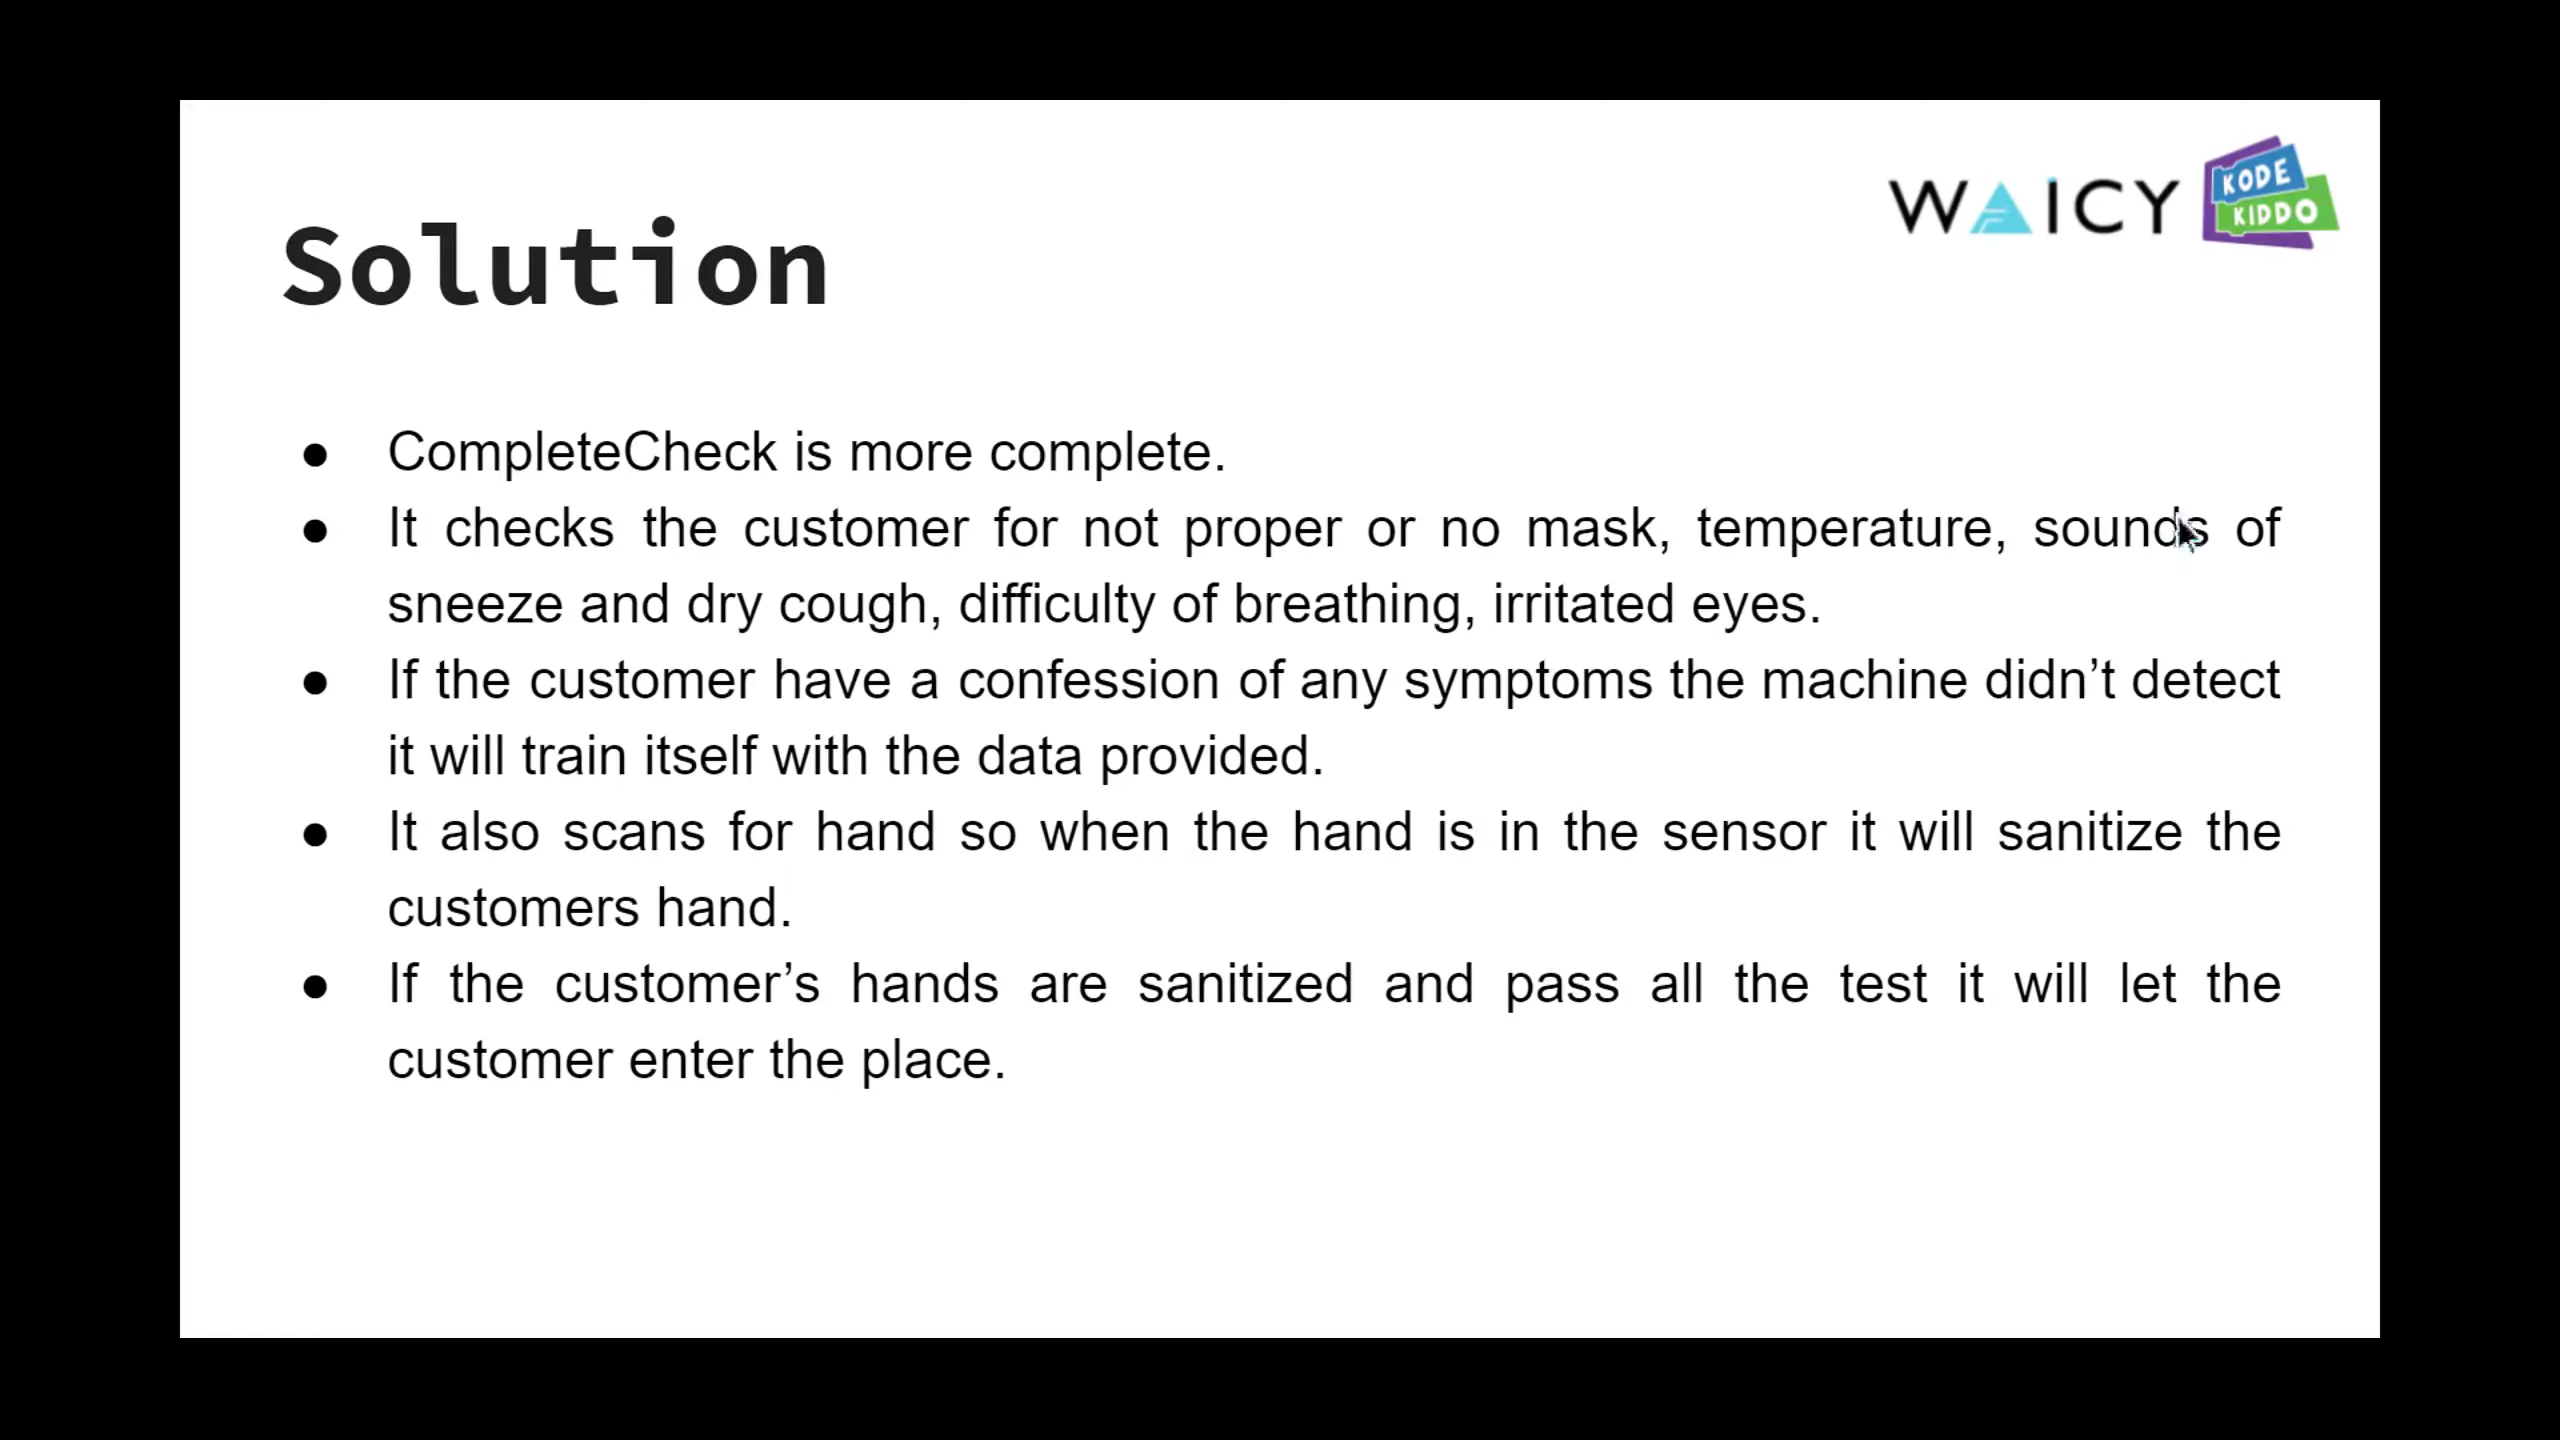 WAICY
KODE
KIDDO
Solution
● CompleteCheck is more complete.
● It checks the customer for not proper or no mask, temperature, sounds of
sneeze and dry cough, difficulty of breathing, irritated eyes.
● If the customer have a confession of any symptoms the machine didn’t detect
it will train itself with the data provided.
● It also scans for hand so when the hand is in the sensor it will sanitize the
customers hand.
● If the customer’s hands are sanitized and pass all the test it will let the
customer enter the place.